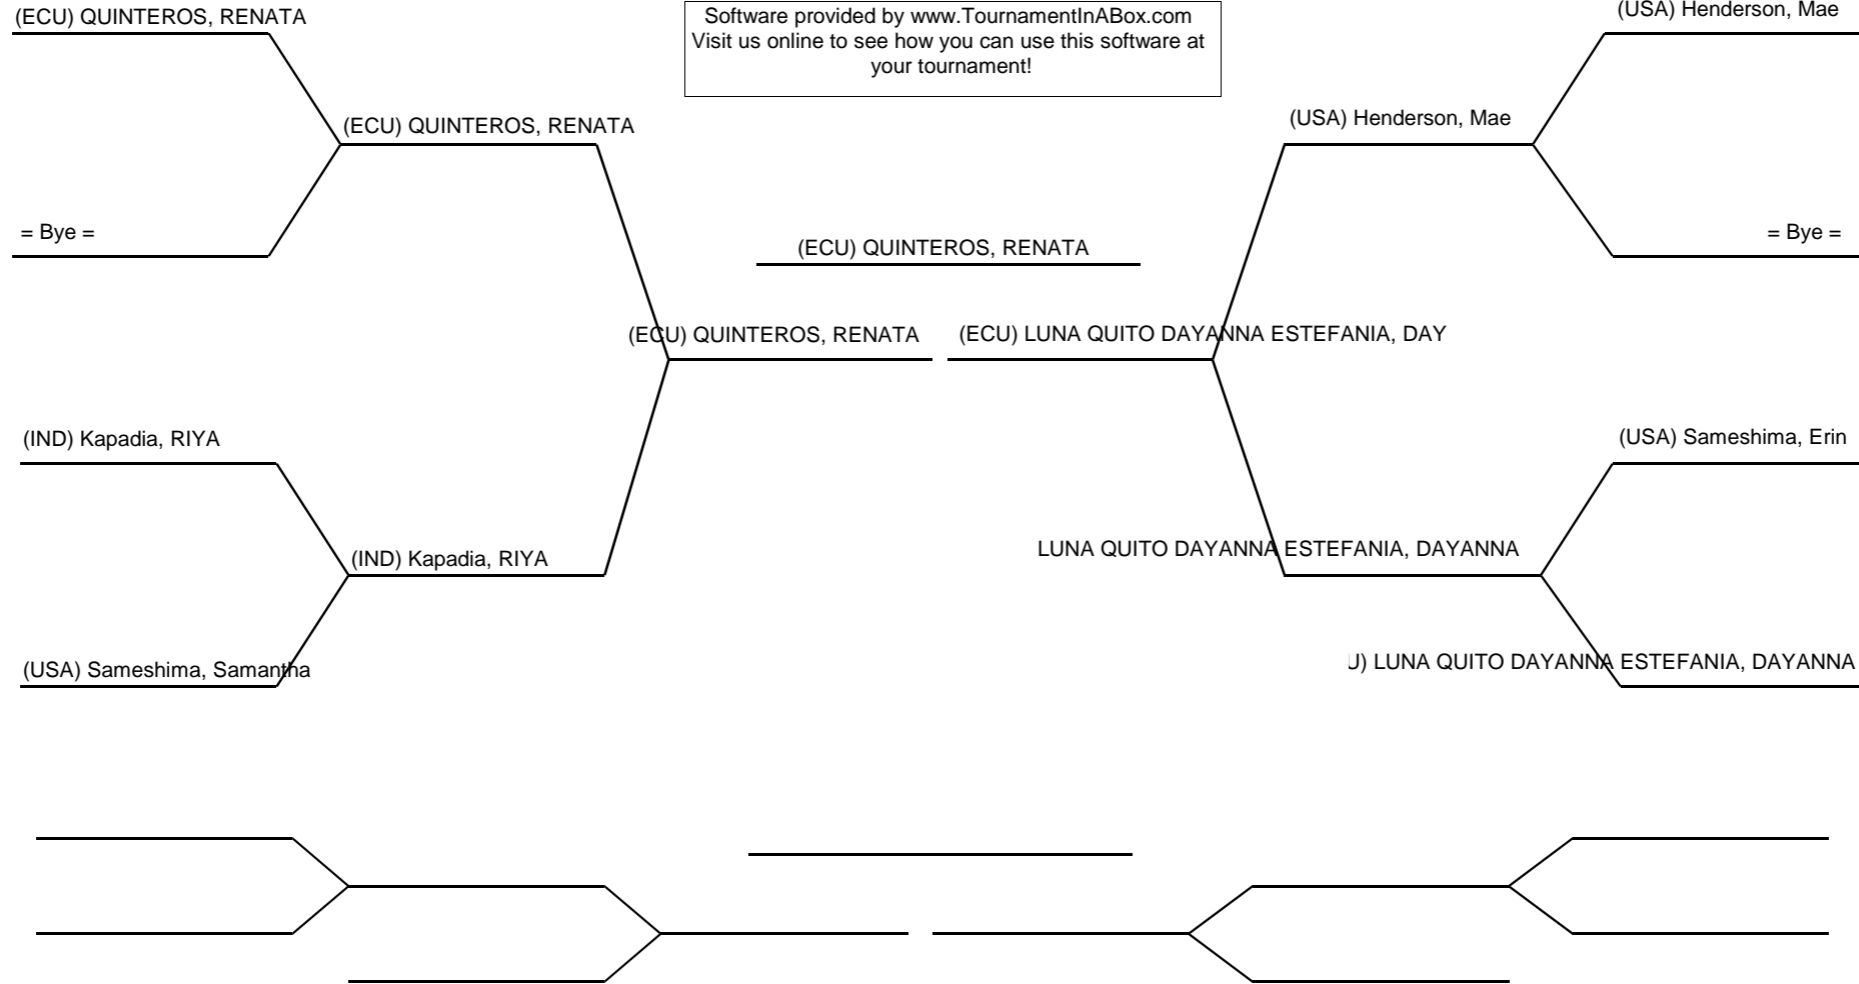 (ECU) QUINTEROS, RENATA
Software provided by www.TournamentInABox.com
Visit us online to see how you can use this software at
your tournament!
(USA) Henderson, Mae
(ECU) QUINTEROS, RENATA
(USA) Henderson, Mae
= Bye =
= Bye =
(ECU) QUINTEROS, RENATA
(ECU) QUINTEROS, RENATA
(ECU) LUNA QUITO DAYANNA ESTEFANIA, DAY
(IND) Kapadia, RIYA
(USA) Sameshima, Erin
(IND) Kapadia, RIYA
LUNA QUITO DAYANNA ESTEFANIA, DAYANNA
(USA) Sameshima, Samantha
U) LUNA QUITO DAYANNA ESTEFANIA, DAYANNA